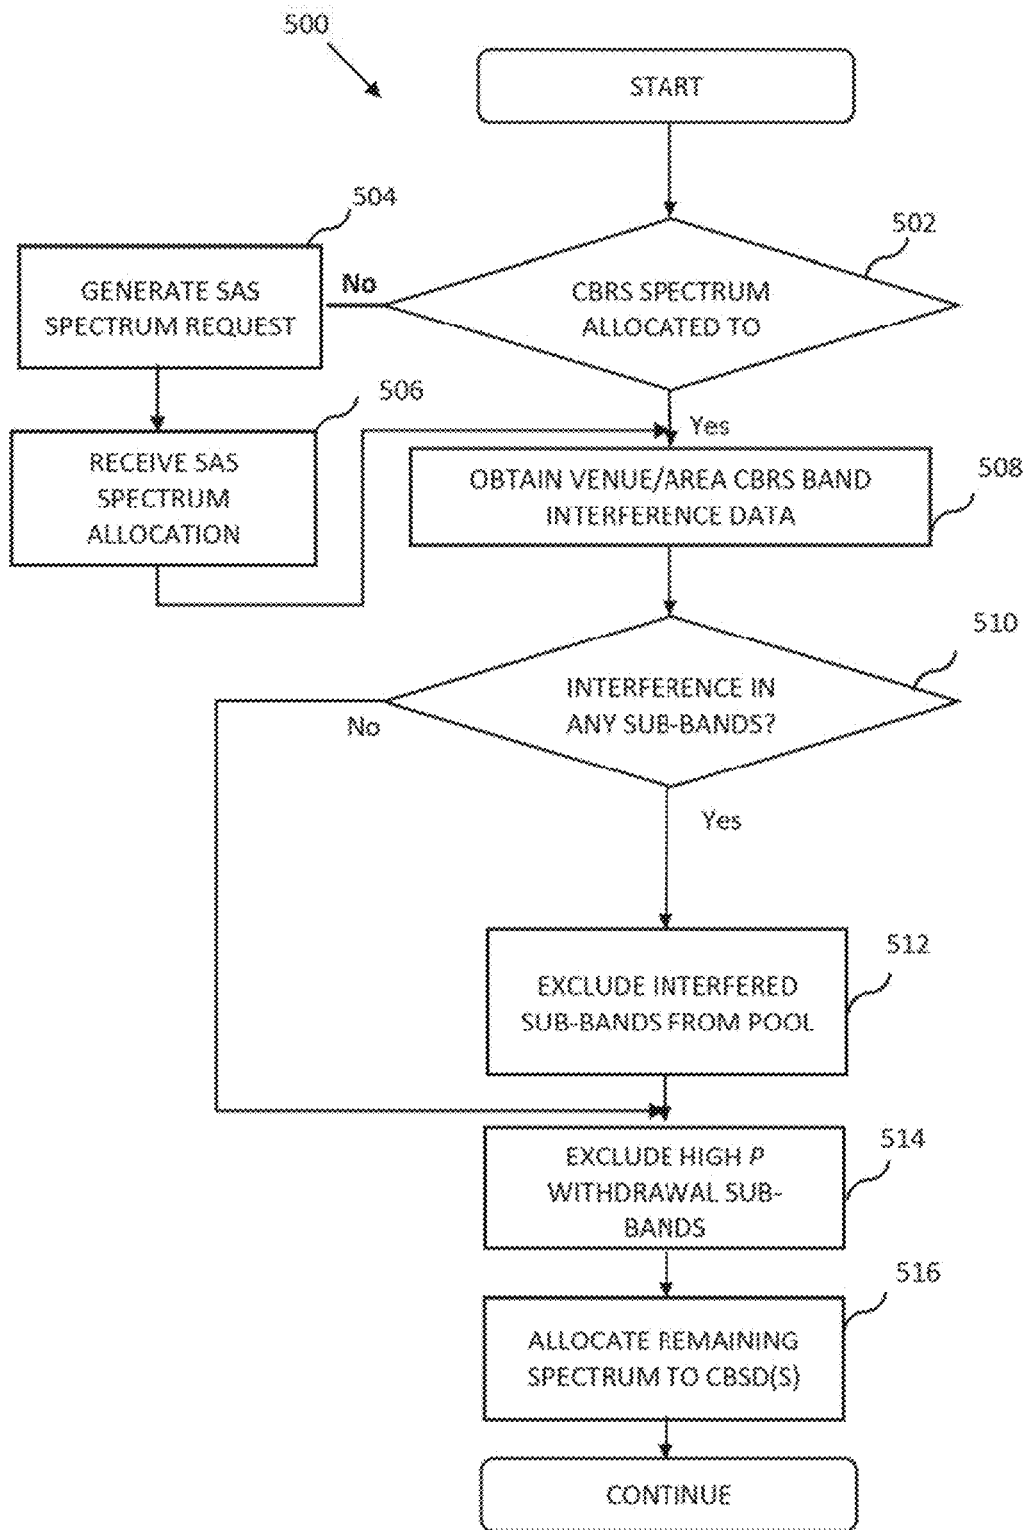 500
START
504
502
GENERATE SAS
SPECTRUM REQUEST
No
CBRS SPECTRUM
ALLOCATED TO
506
Yes
RECEIVE SAS
SPECTRUM
ALLOCATION
OBTAIN VENUE/AREA CBRS BAND
INTERFERENCE DATA
508
510
INTERFERENCE IN
ANY SUB-BANDS?
No
Yes
512
EXCLUDE INTERFERED
SUB-BANDS FROM POOL
514
EXCLUDE HIGH P
WITHDRAWAL SUB-
BANDS
516
ALLOCATE REMAINING
SPECTRUM TO CBSD(S)
CONTINUE